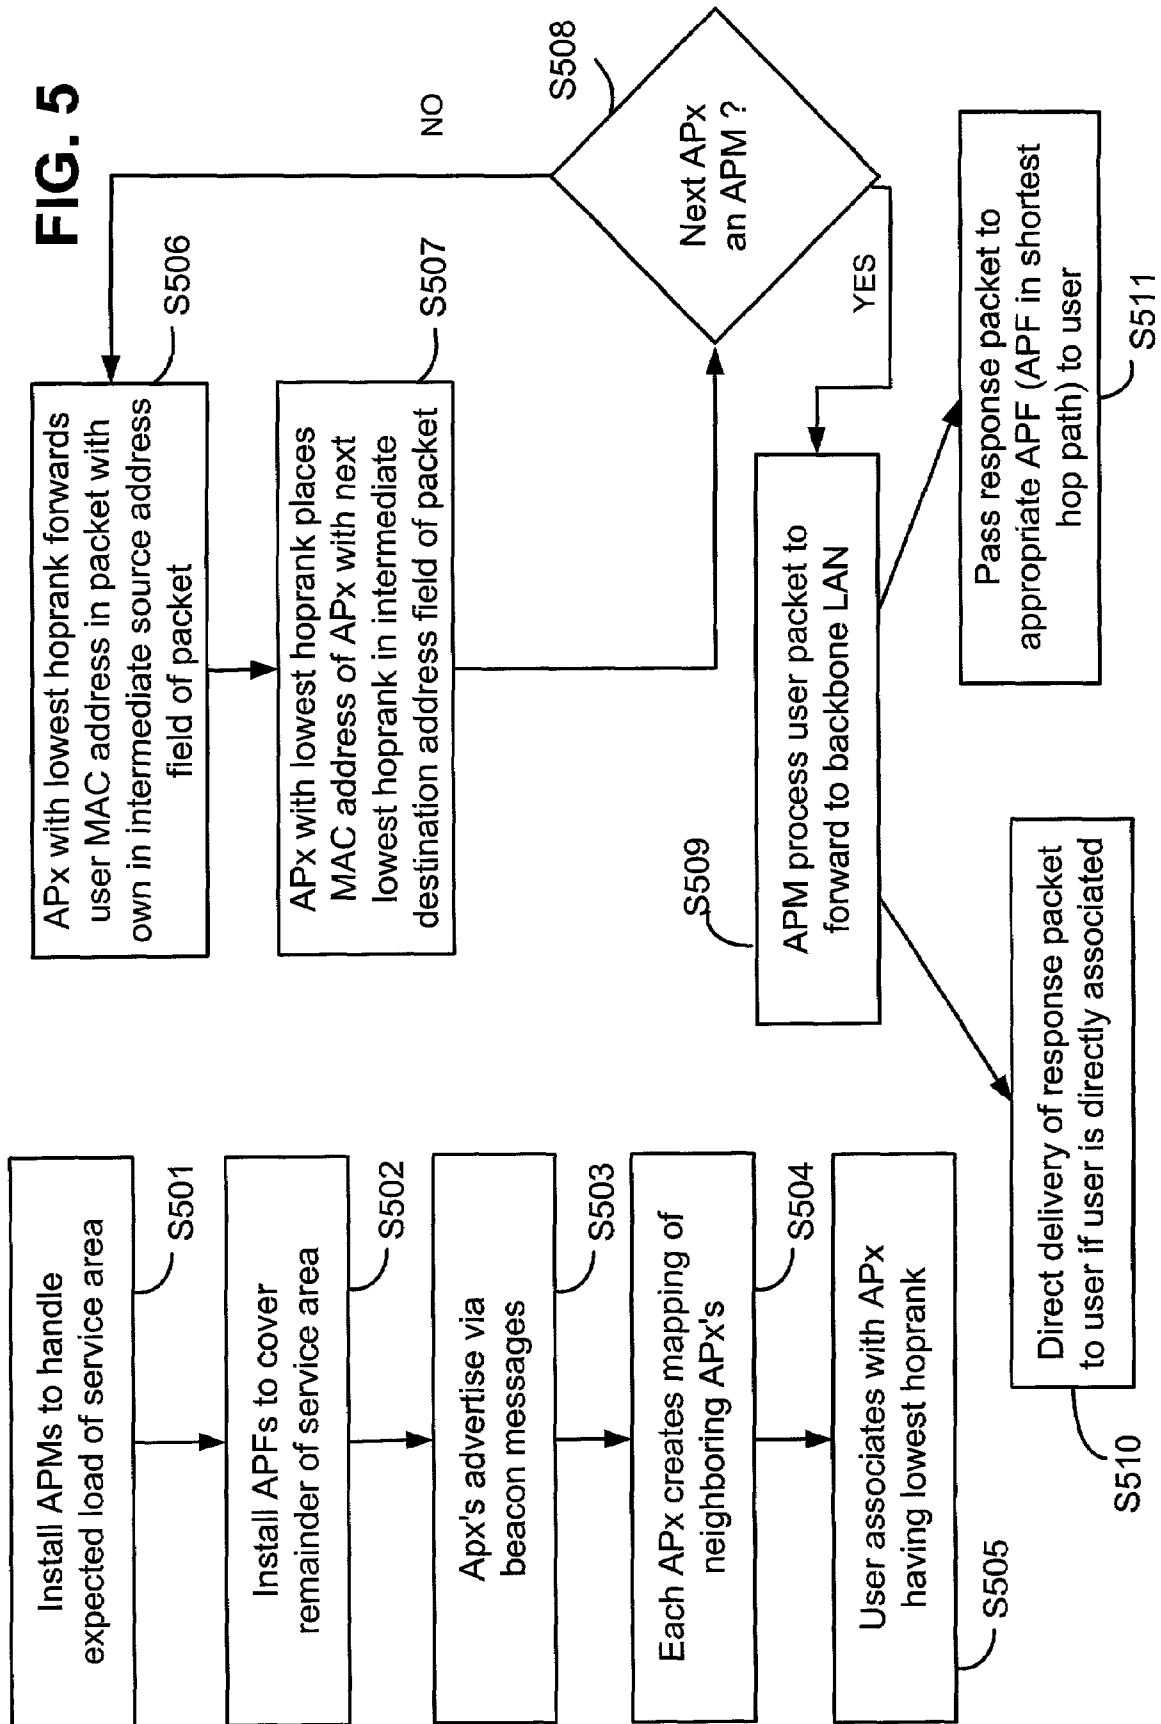 FIG. 5
Install APMs to handle
expected load of service area
S501
Install APFs to cover
remainder of service area
S502
Apx's advertise via
beacon messages
S503
Each APx creates mapping of
neighboring APx's
S504
User associates with APx
having lowest hoprank
S505
APx with lowest hoprank forwards
user MAC address in packet with
own in intermediate source address
field of packet
S506
APx with lowest hoprank places
MAC address of APx with next
lowest hoprank in intermediate
destination address field of packet
S507
Next APx
an APM ?
S508
NO
YES
APM process user packet to
forward to backbone LAN
S509
Direct delivery of response packet
to user if user is directly associated
S510
Pass response packet to
appropriate APF (APF in shortest
hop path) to user
S511